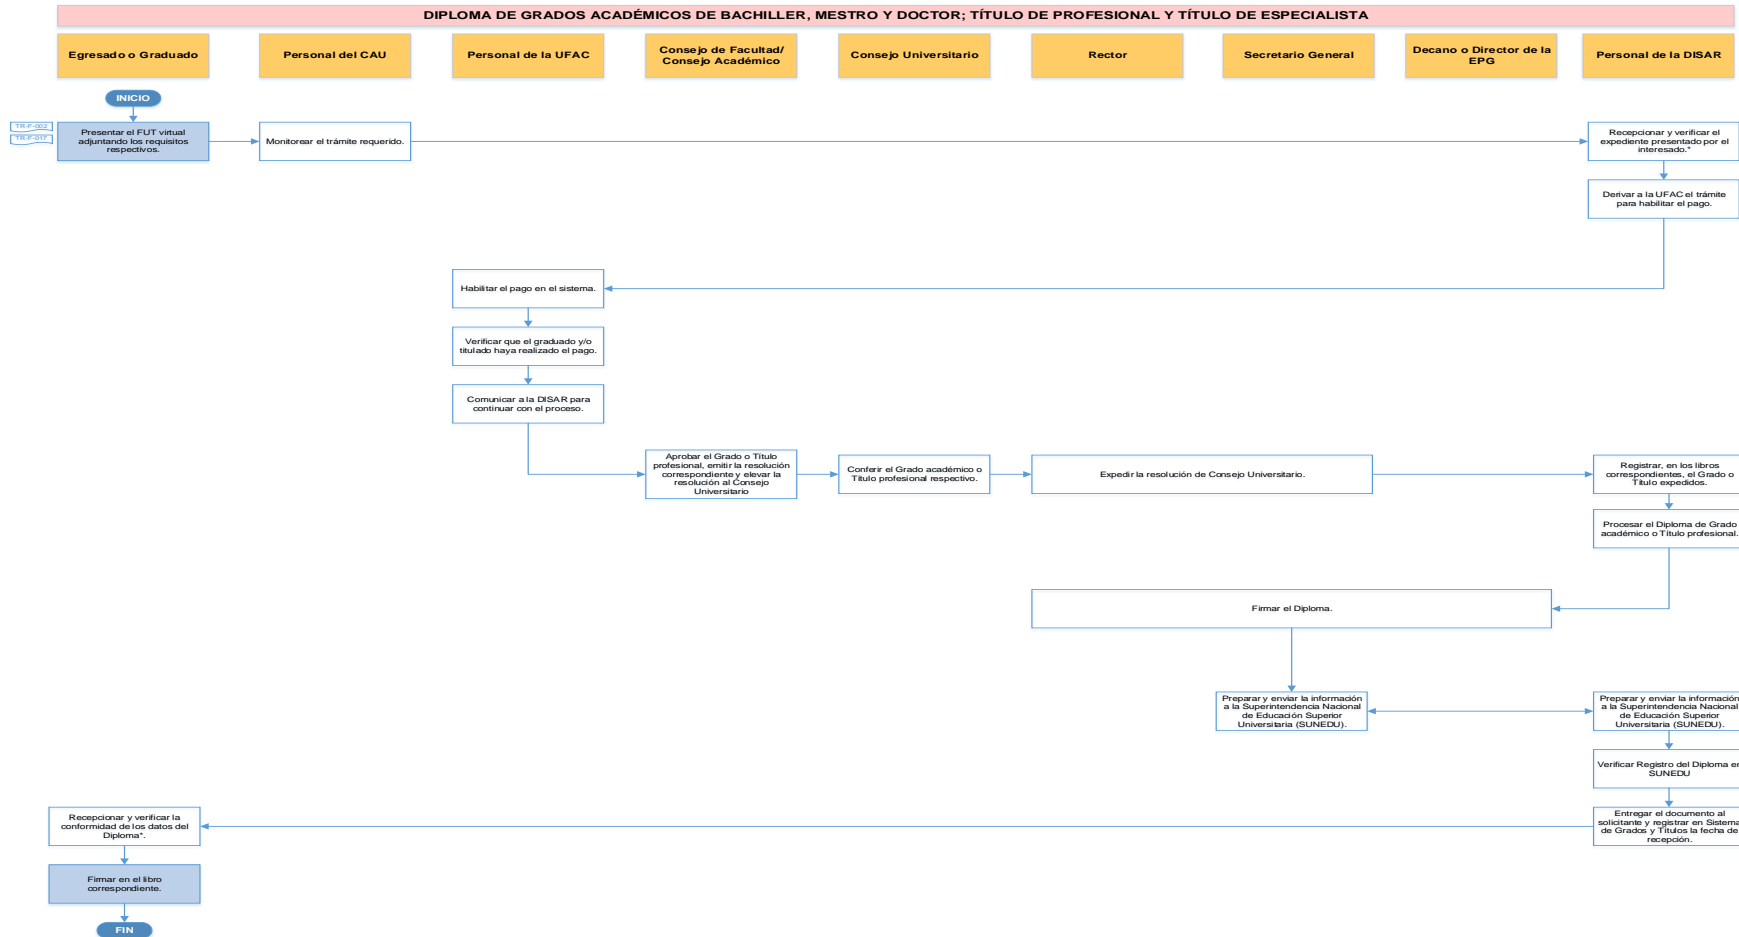 DIPLOMA DE GRADOS ACADÉMICOS DE BACHILLER, MESTRO Y DOCTOR; TÍTULO DE PROFESIONAL Y TÍTULO DE ESPECIALISTA
Egresado o Graduado
Personal del CAU
Personal de la UFAC
Consejo de Facultad/
Consejo Académico
Consejo Universitario
Rector
Secretario General
Decano o Director de la
EPG
Personal de la DISAR
INICIO
TR-F-002
TR-F-017
Presentar el FUT virtual
adjuntando los requisitos
respectivos.
Monitorear el trámite requerido.
Recepcionar y verificar el
expediente presentado por el
interesado.*
Derivar a la UFAC el trámite
para habilitar el pago.
Habilitar el pago en el sistema.
Verificar que el graduado y/o
titulado haya realizado el pago.
Comunicar a la DISAR para
continuar con el proceso.
Aprobar el Grado o Título
profesional, emitir la resolución
correspondiente y elevar la
resolución al Consejo
Universitario
Conferir el Grado académico o
Título profesional respectivo.
Expedir la resolución de Consejo Universitario.
Registrar, en los libros
correspondientes, el Grado o
Título expedidos.
Procesar el Diploma de Grado
académico o Título profesional.
Firmar el Diploma.
Preparar y enviar la información
a la Superintendencia Nacional
de Educación Superior
Universitaria (SUNEDU).
Preparar y enviar la información
a la Superintendencia Nacional
de Educación Superior
Universitaria (SUNEDU).
Verificar Registro del Diploma en
SUNEDU
Entregar el documento al
solicitante y registrar en Sistema
de Grados y Títulos la fecha de
recepción.
Recepcionar y verificar la
conformidad de los datos del
Diploma*.
Firmar en el libro
correspondiente.
FIN